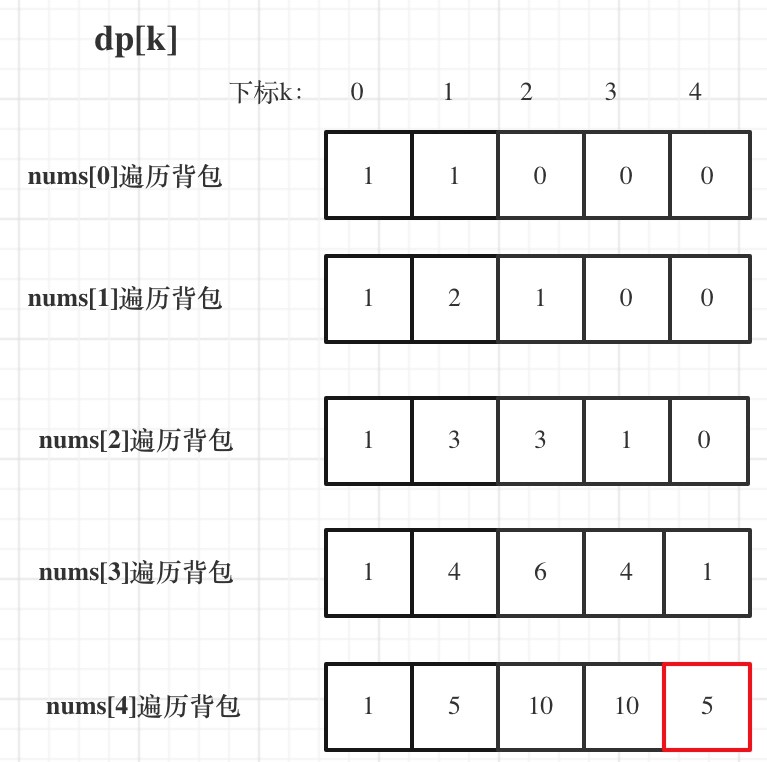 dp[k]
下标k: 0 1 2 3 4
nums[0]遍历背包 1 1 0 0 0
nums[1]遍历背包 1 2 1 0 0
nums[2]遍历背包 1 3 3 1 0
nums[3]遍历背包 1 4 6 4 1
nums[4]遍历背包 1 5 10 10 5